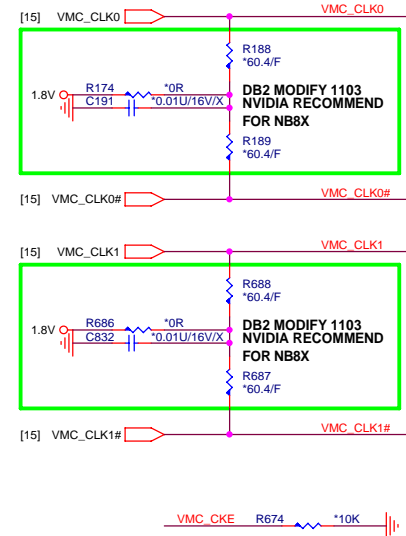 [15] VMC_CLK0 VMC_CLK0
R188
*60.4/F
1.8V R174 *0R
C191 *0.01U/16V/X
DB2 MODIFY 1103
NVIDIA RECOMMEND
FOR NB8X
R189
*60.4/F
[15] VMC_CLK0# VMC_CLK0#
[15] VMC_CLK1 VMC_CLK1
R688
*60.4/F
1.8V R686 *0R
C832 *0.01U/16V/X
DB2 MODIFY 1103
NVIDIA RECOMMEND
FOR NB8X
R687
*60.4/F
[15] VMC_CLK1# VMC_CLK1#
VMC_CKE R674 *10K